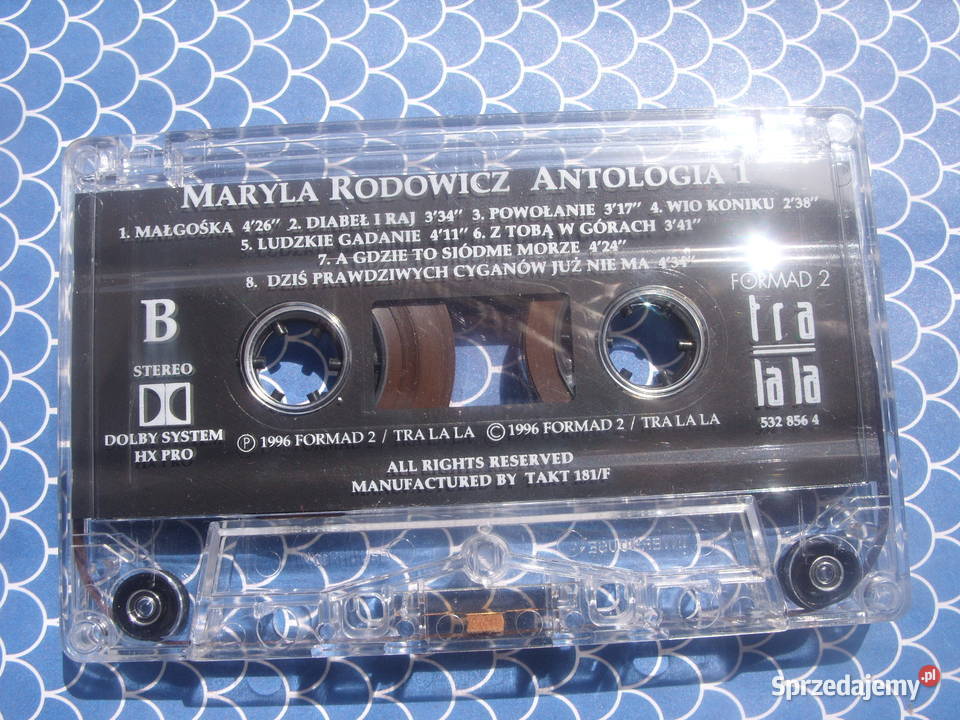 MARYLA RODOWICZ ANTOLOGIA 1
1. MAŁGOŚKA 4'26" 2. DIABEŁ I RAJ 3'34" 3. POWOŁANIE 3'17" 4. WIO KONIKU 2'38"
5. LUDZKIE GADANIE 4'11" 6. Z TOBĄ W GÓRACH 3'41"
7. A GDZIE TO SIÓDME MORZE 4'24"
8. DZIŚ PRAWDZIWYCH CYGANÓW JUŻ NIE MA 4'34"
FORMAD 2
B
tra
la la
STEREO
DOLBY SYSTEM
HX PRO
532 856 4
Ⓟ 1996 FORMAD 2 / TRA LA LA © 1996 FORMAD 2 / TRA LA LA
ALL RIGHTS RESERVED
MANUFACTURED BY TAKT 181/F
Sprzedajemy.pl